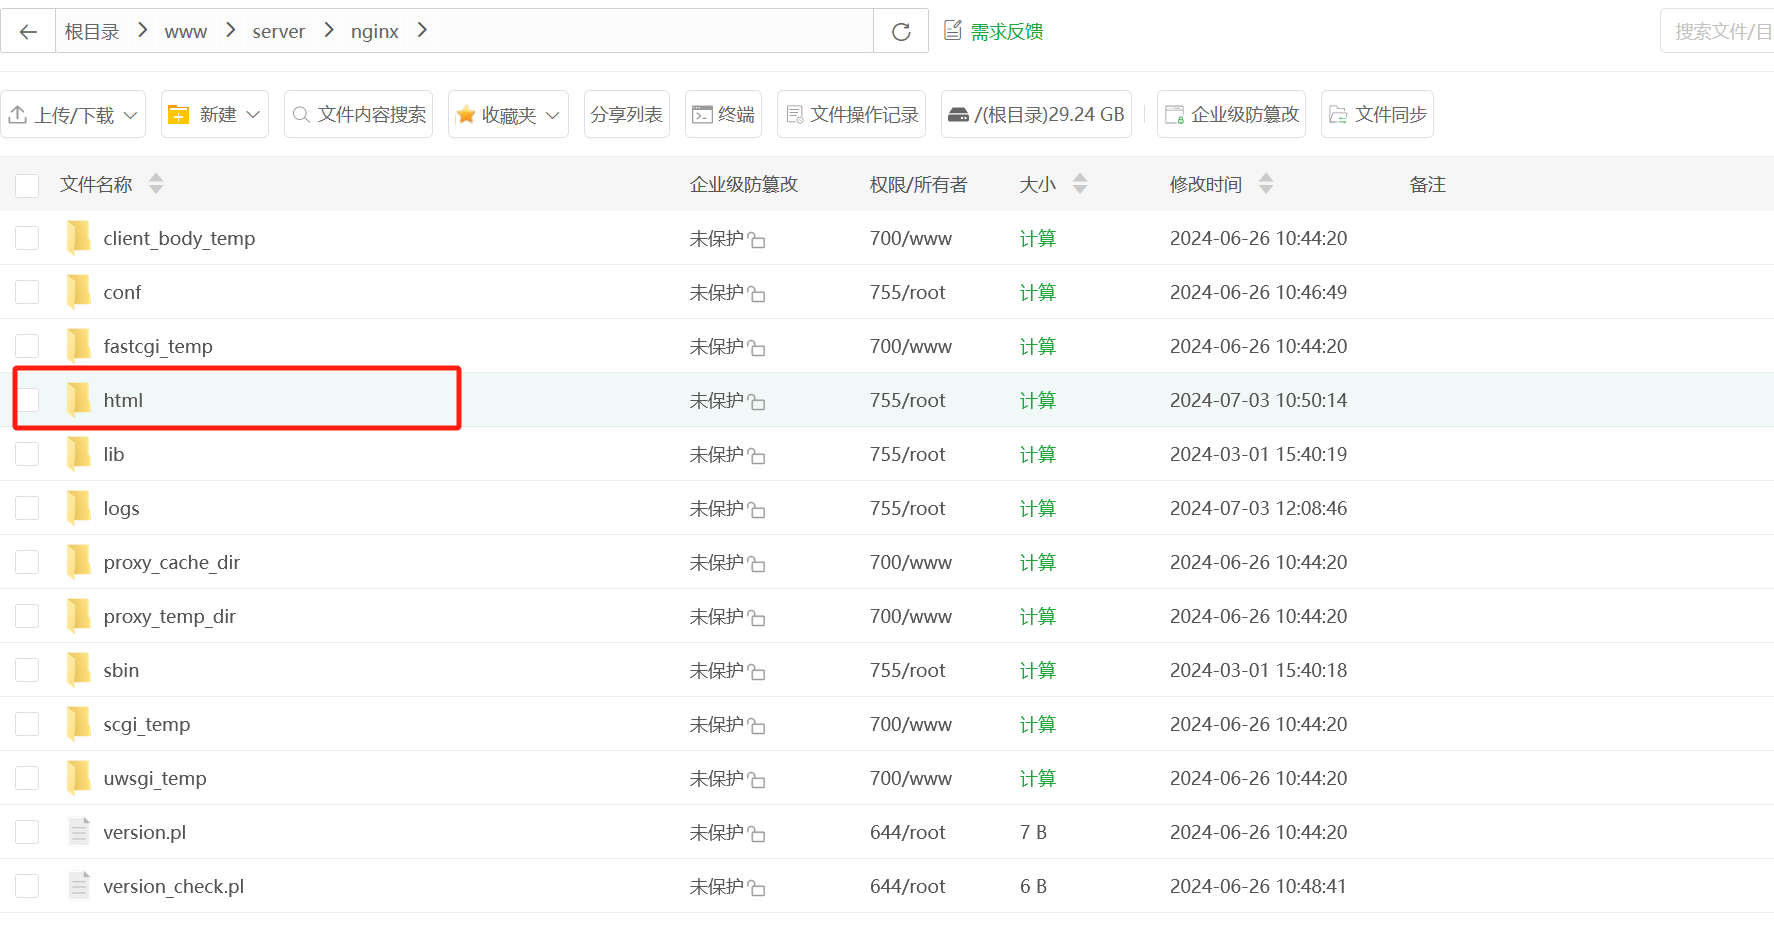 根目录 www server nginx 需求反馈 搜索文件/目
上传/下载 新建 文件内容搜索 收藏夹 分享列表 终端 文件操作记录 /(根目录)29.24 GB 企业级防篡改 文件同步
文件名称 企业级防篡改 权限/所有者 大小 修改时间 备注
client_body_temp 未保护 700/www 计算 2024-06-26 10:44:20
conf 未保护 755/root 计算 2024-06-26 10:46:49
fastcgi_temp 未保护 700/www 计算 2024-06-26 10:44:20
html 未保护 755/root 计算 2024-07-03 10:50:14
lib 未保护 755/root 计算 2024-03-01 15:40:19
logs 未保护 755/root 计算 2024-07-03 12:08:46
proxy_cache_dir 未保护 700/www 计算 2024-06-26 10:44:20
proxy_temp_dir 未保护 700/www 计算 2024-06-26 10:44:20
sbin 未保护 755/root 计算 2024-03-01 15:40:18
scgi_temp 未保护 700/www 计算 2024-06-26 10:44:20
uwsgi_temp 未保护 700/www 计算 2024-06-26 10:44:20
version.pl 未保护 644/root 7 B 2024-06-26 10:44:20
version_check.pl 未保护 644/root 6 B 2024-06-26 10:48:41